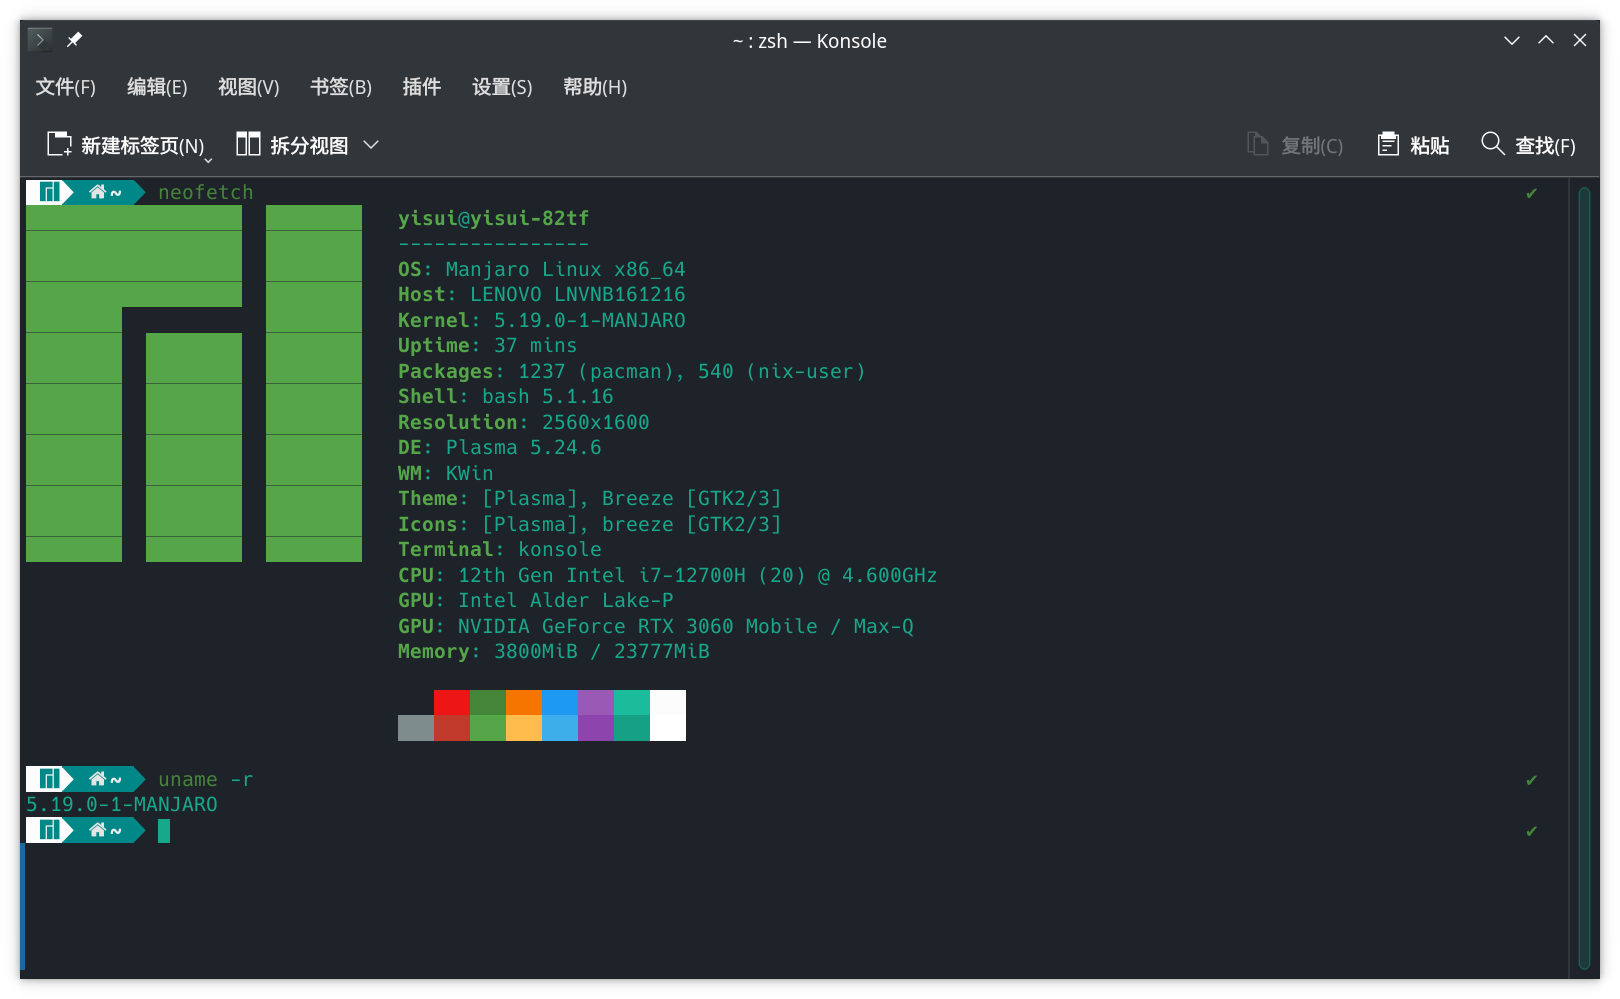 ~ : zsh — Konsole
文件(F) 编辑(E) 视图(V) 书签(B) 插件 设置(S) 帮助(H)
新建标签页(N) 拆分视图 复制(C) 粘贴 查找(F)
~ neofetch ✔
yisui@yisui-82tf
----------------
OS: Manjaro Linux x86_64
Host: LENOVO LNVNB161216
Kernel: 5.19.0-1-MANJARO
Uptime: 37 mins
Packages: 1237 (pacman), 540 (nix-user)
Shell: bash 5.1.16
Resolution: 2560x1600
DE: Plasma 5.24.6
WM: KWin
Theme: [Plasma], Breeze [GTK2/3]
Icons: [Plasma], breeze [GTK2/3]
Terminal: konsole
CPU: 12th Gen Intel i7-12700H (20) @ 4.600GHz
GPU: Intel Alder Lake-P
GPU: NVIDIA GeForce RTX 3060 Mobile / Max-Q
Memory: 3800MiB / 23777MiB
~ uname -r ✔
5.19.0-1-MANJARO
~ ✔